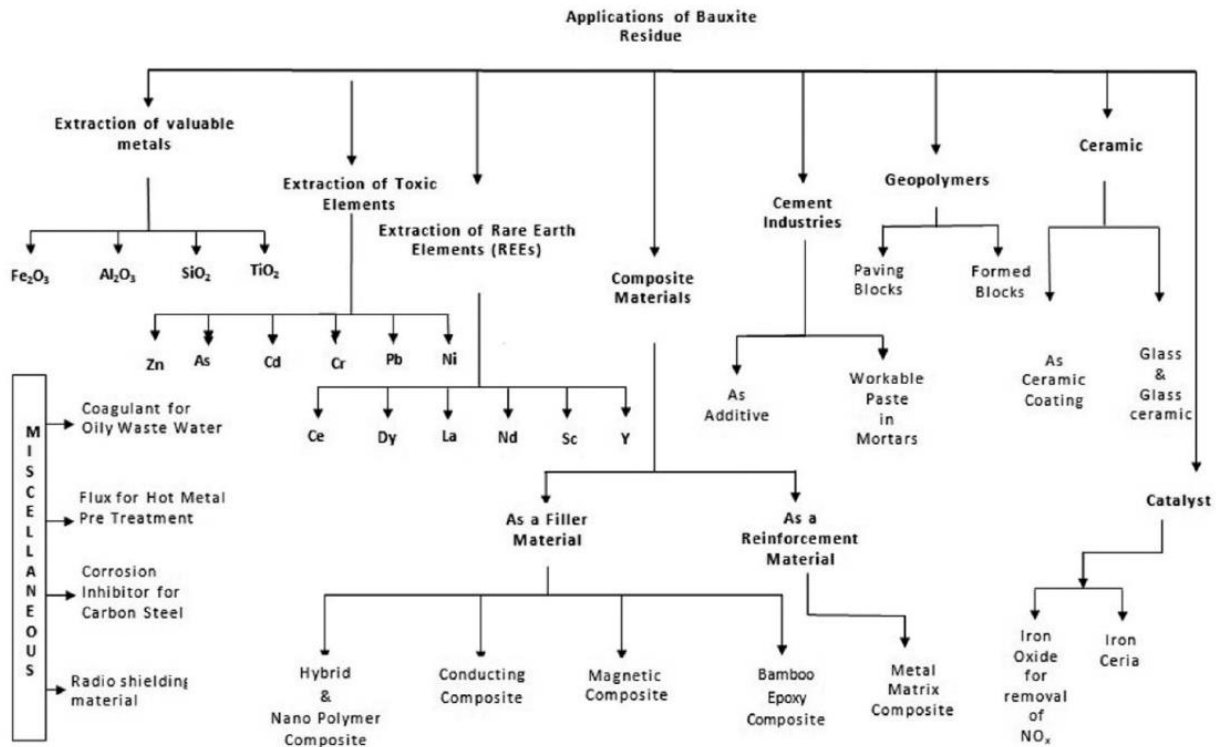 Applications of Bauxite
Residue
Extraction of valuable
metals
Fe₂O₃
Al₂O₃
SiO₂
TiO₂
Extraction of Toxic
Elements
Zn
As
Cd
Cr
Pb
Ni
Extraction of Rare Earth
Elements (REEs)
Ce
Dy
La
Nd
Sc
Y
Composite
Materials
As a Filler
Material
Hybrid
&
Nano Polymer
Composite
Conducting
Composite
Magnetic
Composite
Bamboo
Epoxy
Composite
As a
Reinforcement
Material
Metal
Matrix
Composite
Cement
Industries
As
Additive
Workable
Paste
in
Mortars
Geopolymers
Paving
Blocks
Formed
Blocks
Ceramic
As
Ceramic
Coating
Glass
&
Glass
ceramic
Catalyst
Iron
Oxide for
removal
of
NOₓ
Iron
Ceria
MISCELLANEOUS
Coagulant for
Oily Waste Water
Flux for Hot Metal
Pre Treatment
Corrosion
Inhibitor for
Carbon Steel
Radio shielding
material